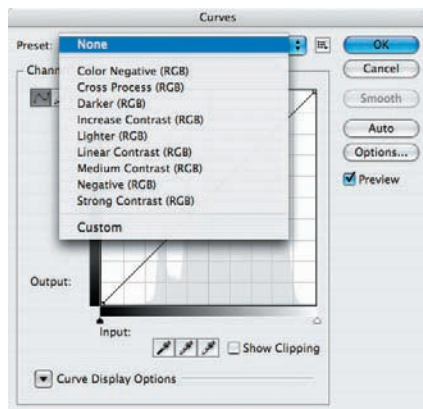 Curves
Preset: None OK
Chann Color Negative (RGB) Cancel
Cross Process (RGB)
Darker (RGB) Smooth
Increase Contrast (RGB)
Lighter (RGB) Auto
Linear Contrast (RGB) Options...
Medium Contrast (RGB)
Negative (RGB) Preview
Strong Contrast (RGB)
Custom
Output:
Input:
Show Clipping
Curve Display Options